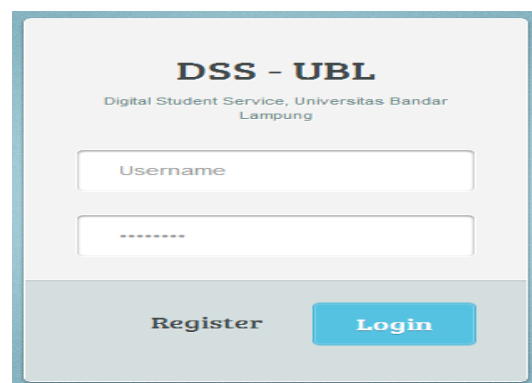 DSS - UBL
Digital Student Service, Universitas Bandar
Lampung
Username
--------
Register
Login